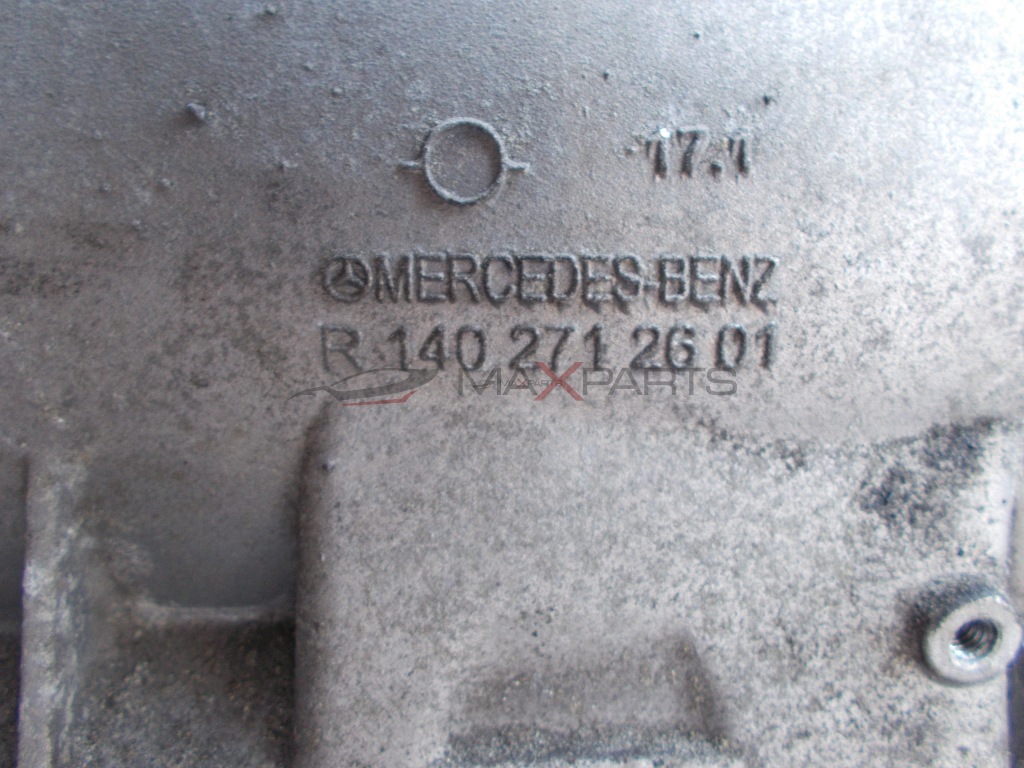 17.1
MERCEDES-BENZ
R 140 271 26 01
MAXPARTS